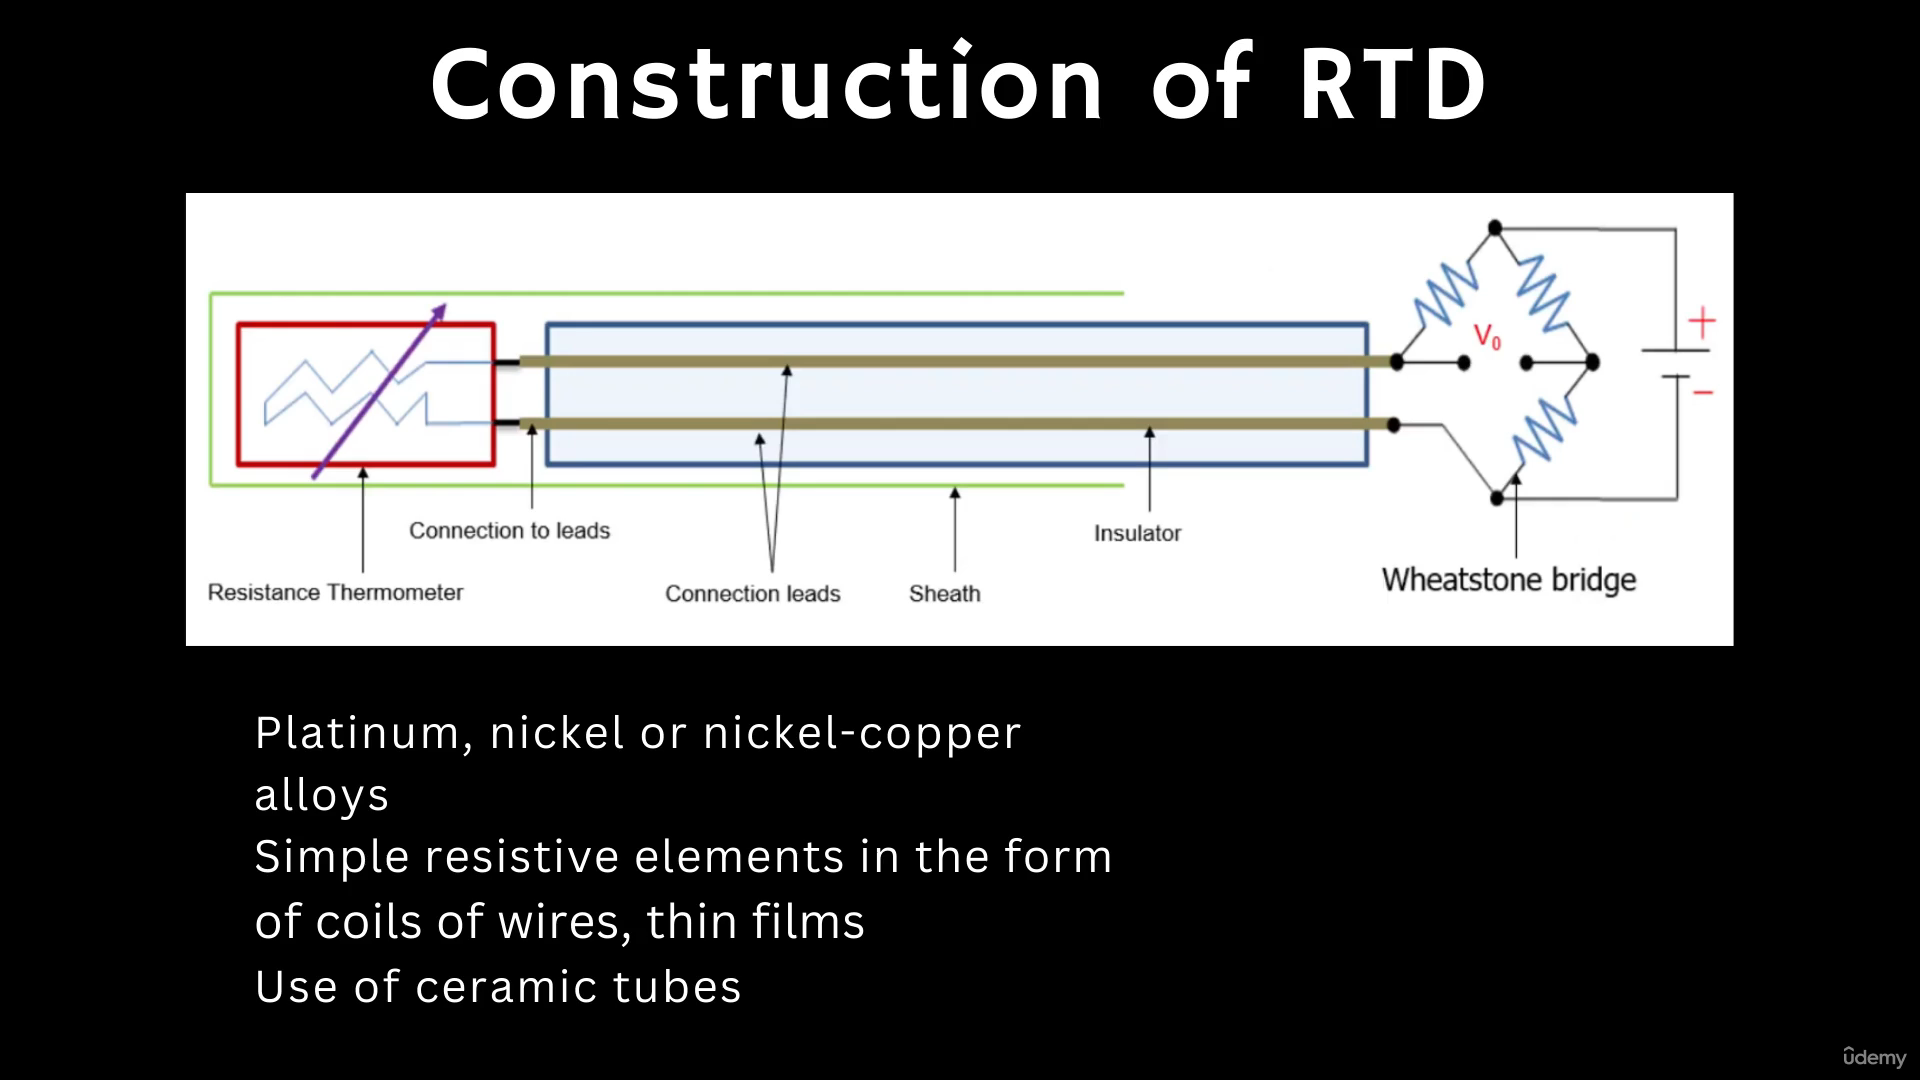 Construction of RTD
V0
+
−
Connection to leads
Insulator
Resistance Thermometer
Connection leads
Sheath
Wheatstone bridge
Platinum, nickel or nickel-copper
alloys
Simple resistive elements in the form
of coils of wires, thin films
Use of ceramic tubes
ûdemy